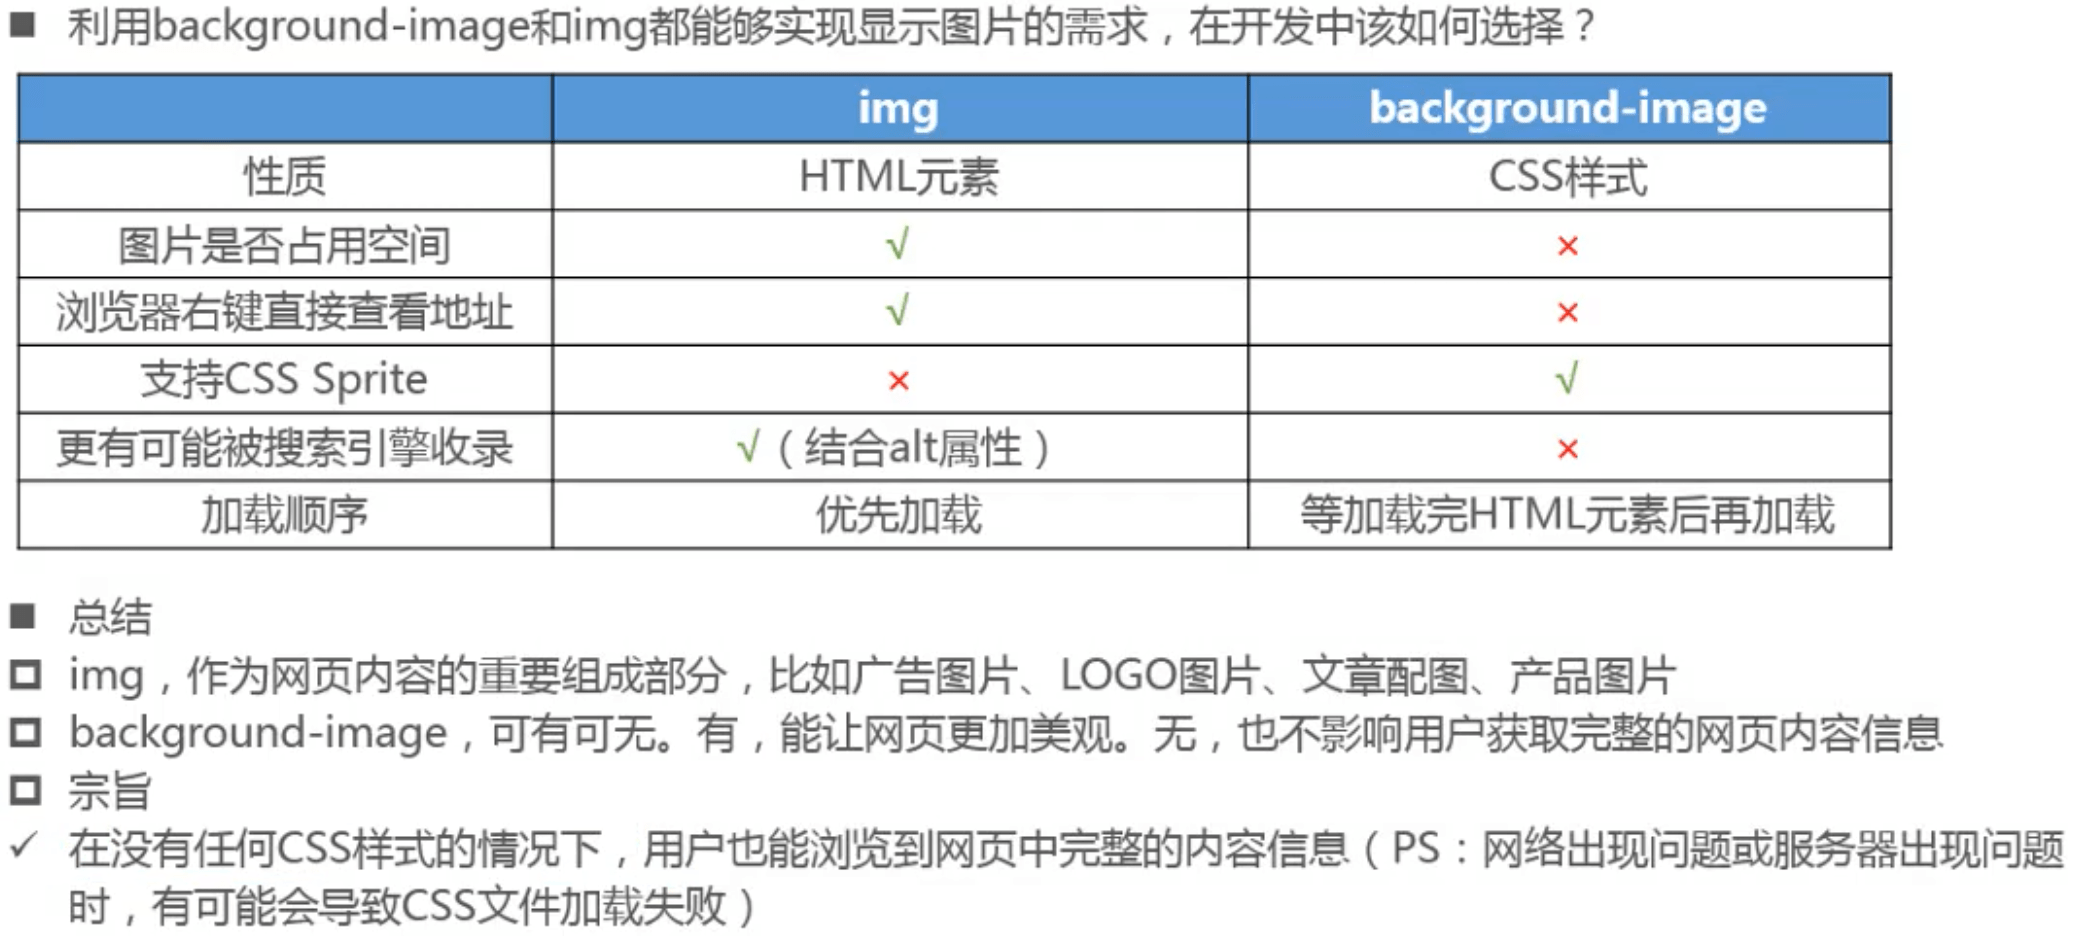 ■ 利用background-image和img都能够实现显示图片的需求，在开发中该如何选择？
img background-image
性质 HTML元素 CSS样式
图片是否占用空间 √ ×
浏览器右键直接查看地址 √ ×
支持CSS Sprite × √
更有可能被搜索引擎收录 √（结合alt属性） ×
加载顺序 优先加载 等加载完HTML元素后再加载
■ 总结
□ img，作为网页内容的重要组成部分，比如广告图片、LOGO图片、文章配图、产品图片
□ background-image，可有可无。有，能让网页更加美观。无，也不影响用户获取完整的网页内容信息
□ 宗旨
✓ 在没有任何CSS样式的情况下，用户也能浏览到网页中完整的内容信息（PS：网络出现问题或服务器出现问题
时，有可能会导致CSS文件加载失败）